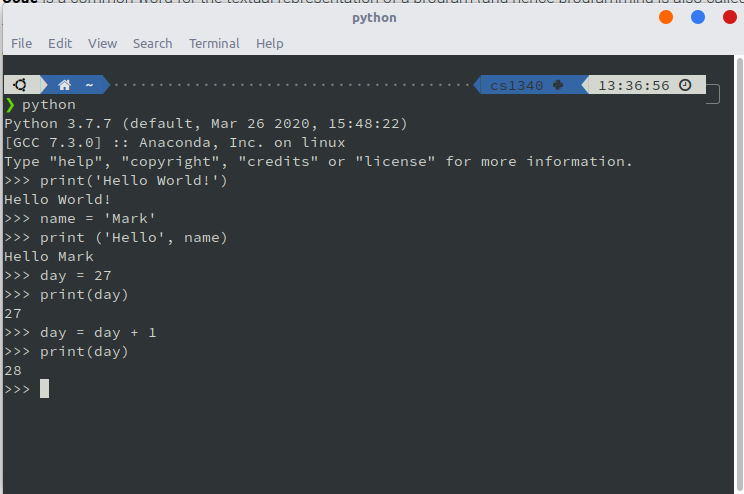 is a common word for the textual representation of a program (and hence programming is also called
python
File Edit View Search Terminal Help
~ cs1340 13:36:56
❯ python
Python 3.7.7 (default, Mar 26 2020, 15:48:22)
[GCC 7.3.0] :: Anaconda, Inc. on linux
Type "help", "copyright", "credits" or "license" for more information.
>>> print('Hello World!')
Hello World!
>>> name = 'Mark'
>>> print ('Hello', name)
Hello Mark
>>> day = 27
>>> print(day)
27
>>> day = day + 1
>>> print(day)
28
>>>